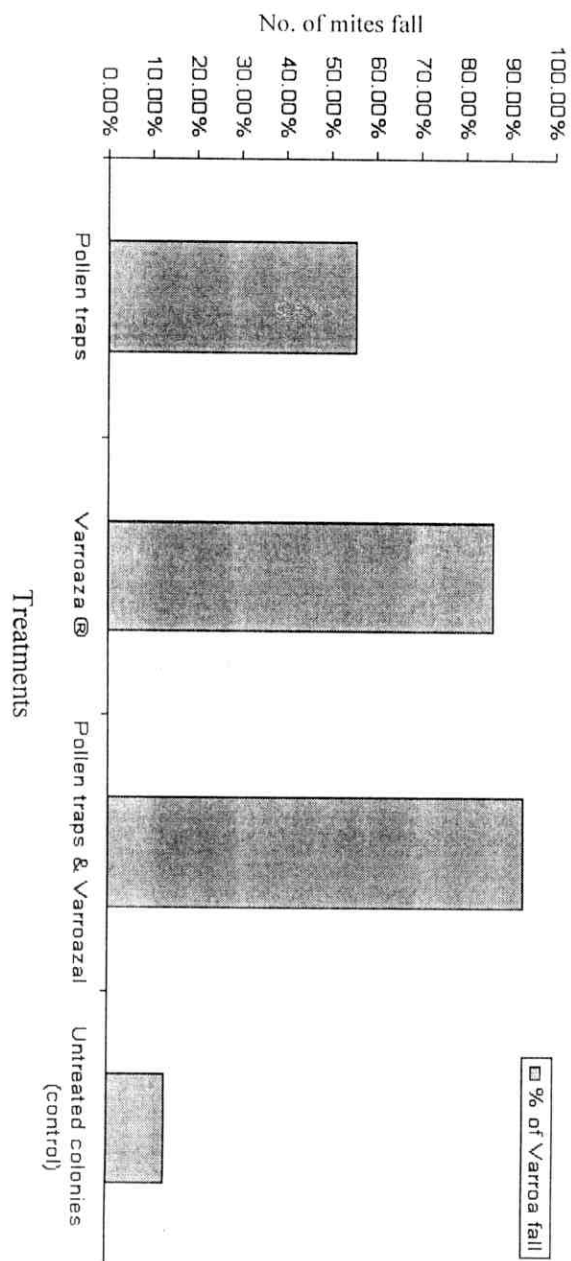 No. of mites fall
100.00%
90.00%
80.00%
70.00%
60.00%
50.00%
40.00%
30.00%
20.00%
10.00%
0.00%
% of Varroa fall
Pollen traps
Varroaza ®
Pollen traps & Varroazal
Untreated colonies
(control)
Treatments